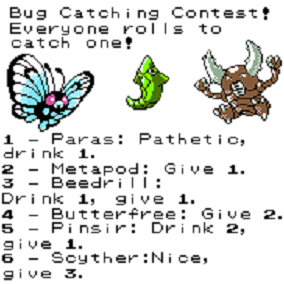 Bug Catching Contest!
Everyone rolls to
catch one!
1 - Paras: Pathetic,
drink 1.
2 - Metapod: Give 1.
3 - Beedrill:
Drink 1, give 1.
4 - Butterfree: Give 2.
5 - Pinsir: Drink 2,
give 1.
6 - Scyther:Nice,
give 3.